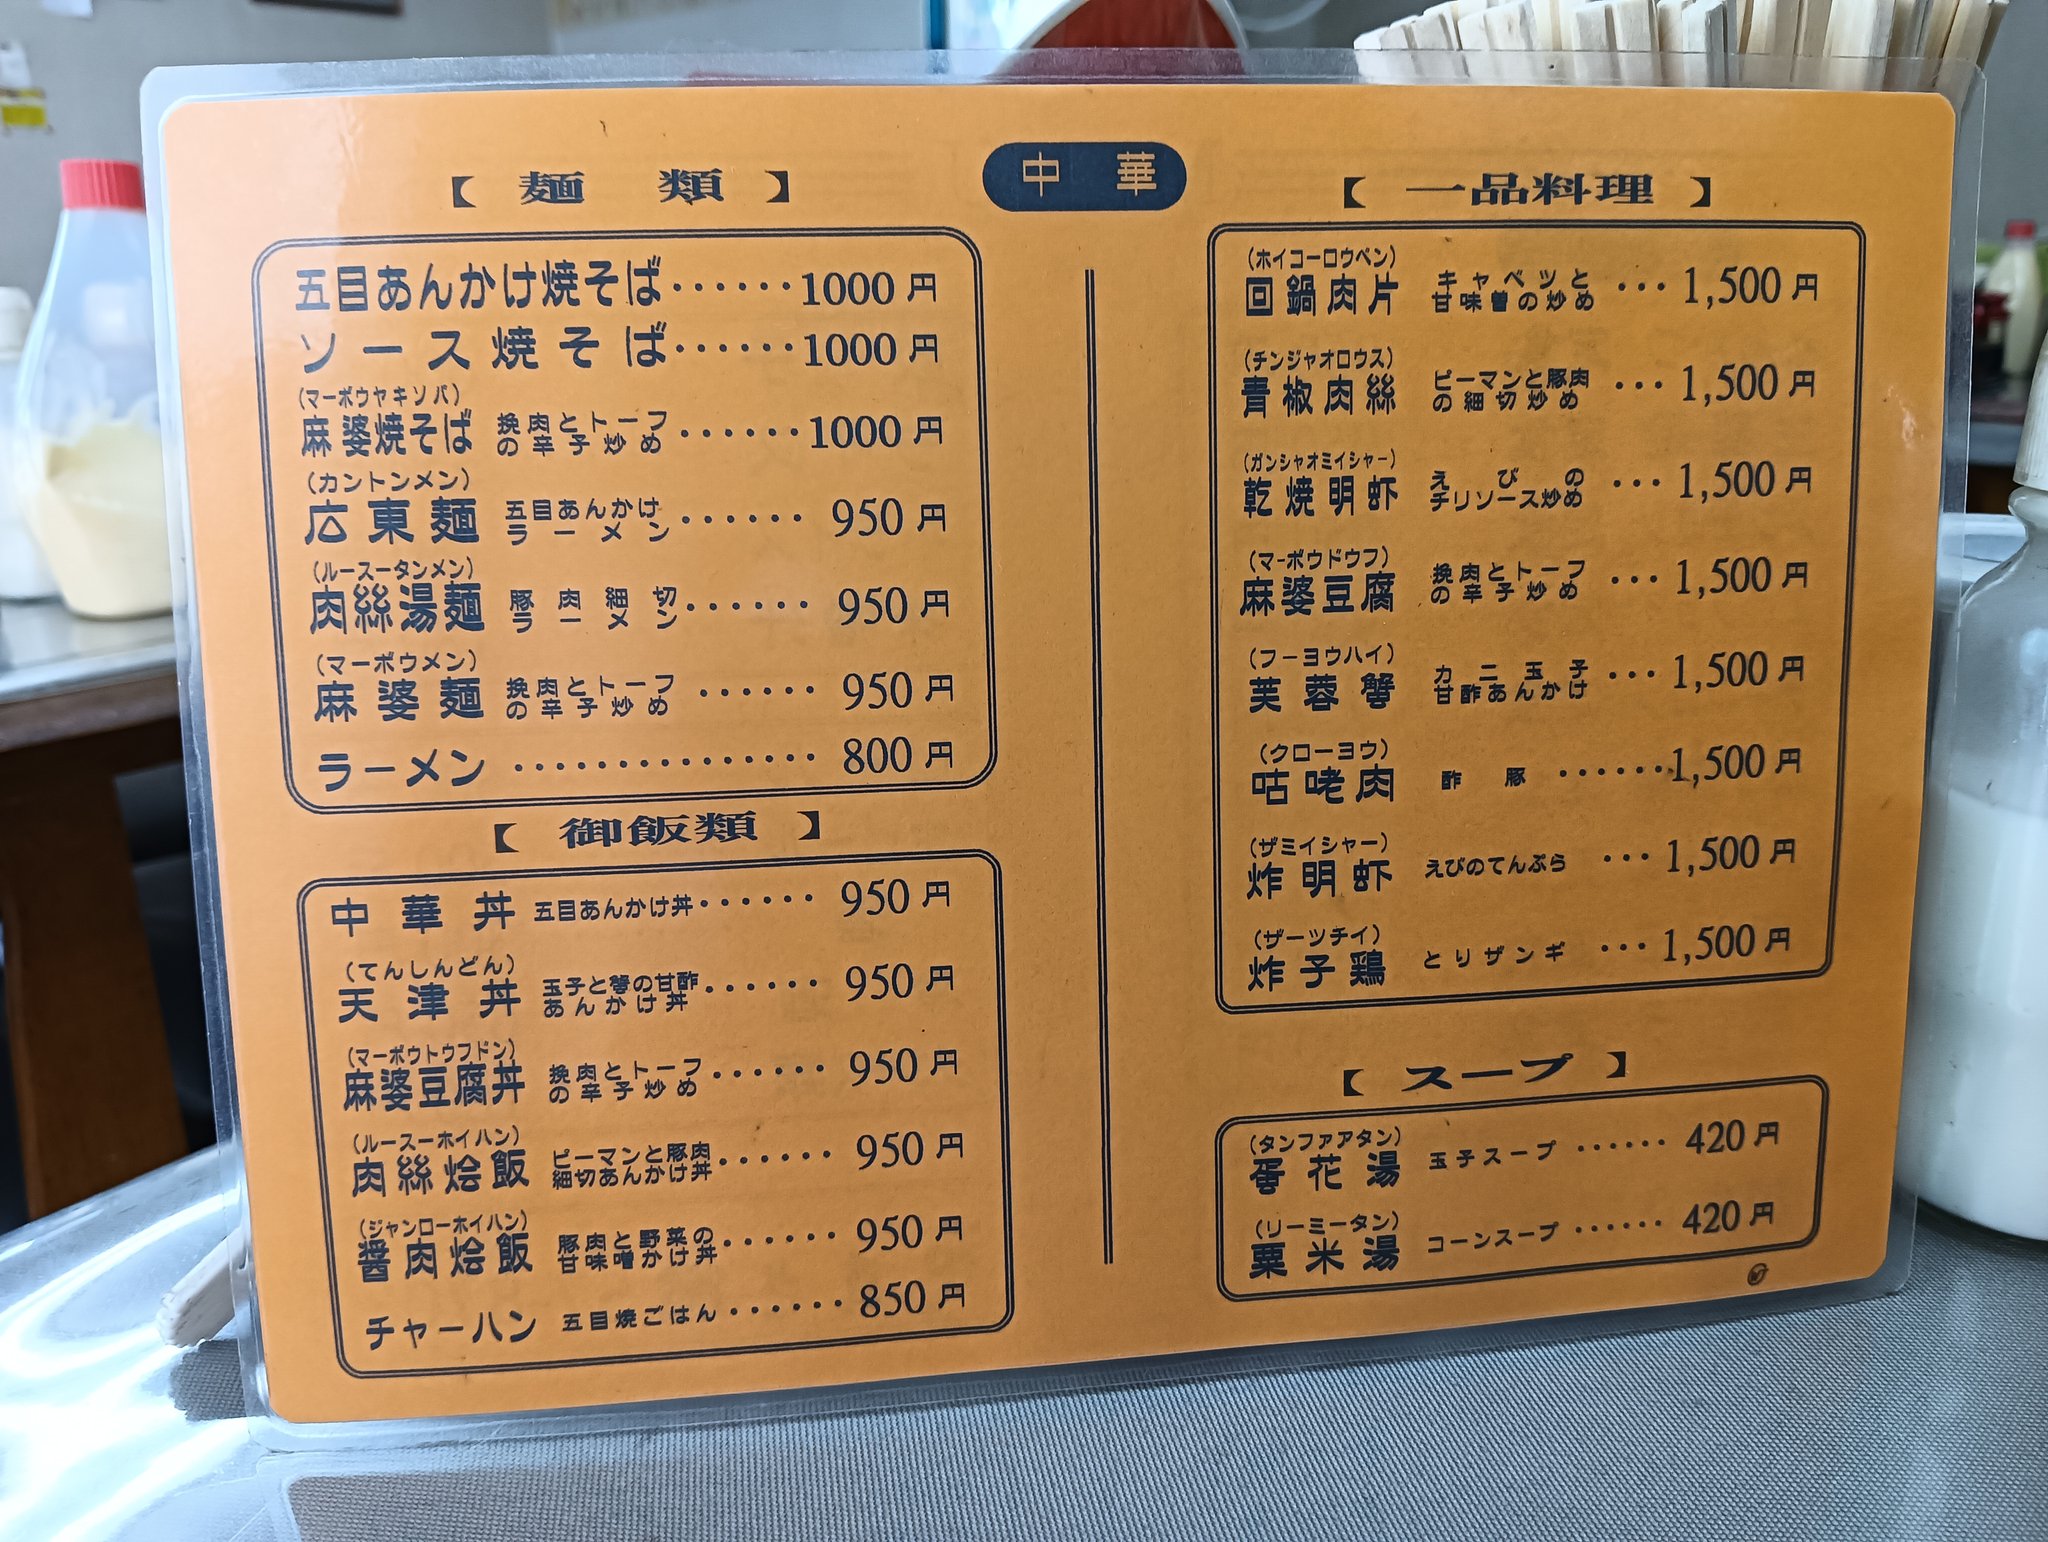 中華
【麺類】
五目あんかけ焼そば‥‥‥1000円
ソース焼そば‥‥‥1000円
(マーボウヤキソバ)
麻婆焼そば 挽肉とトーフの辛子炒め‥‥‥1000円
(カントンメン)
広東麺 五目あんかけラーメン‥‥‥950円
(ルースータンメン)
肉絲湯麺 豚肉細切ラーメン‥‥‥950円
(マーボウメン)
麻婆麺 挽肉とトーフの辛子炒め‥‥‥950円
ラーメン‥‥‥‥‥‥‥800円
【御飯類】
中華丼 五目あんかけ丼‥‥‥950円
(てんしんどん)
天津丼 玉子と蟹の甘酢あんかけ丼‥‥‥950円
(マーボウトウフドン)
麻婆豆腐丼 挽肉とトーフの辛子炒め‥‥‥950円
(ルースーホイハン)
肉絲烩飯 ピーマンと豚肉細切あんかけ丼‥‥‥950円
(ジャンローホイハン)
醤肉烩飯 豚肉と野菜の甘味噌かけ丼‥‥‥950円
チャーハン 五目焼ごはん‥‥‥850円
【一品料理】
(ホイコーロウペン)
回鍋肉片 キャベツと甘味曽の炒め…1,500円
(チンジャオロウス)
青椒肉絲 ピーマンと豚肉の細切炒め…1,500円
(ガンシャオミイシャー)
乾焼明虾 えびのチリソース炒め…1,500円
(マーボウドウフ)
麻婆豆腐 挽肉とトーフの辛子炒め…1,500円
(フーヨウハイ)
芙蓉蟹 カニ玉子甘酢あんかけ…1,500円
(クローヨウ)
咕咾肉 酢豚‥‥‥1,500円
(ザミイシャー)
炸明虾 えびのてんぷら…1,500円
(ザーツチイ)
炸子鶏 とりザンギ…1,500円
【スープ】
(タンファアタン)
蛋花湯 玉子スープ‥‥‥420円
(リーミータン)
粟米湯 コーンスープ‥‥‥420円